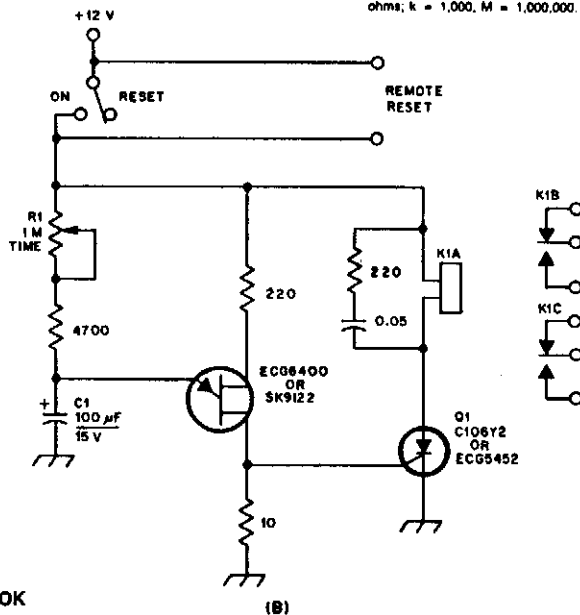 ohms; k = 1,000, M = 1,000,000.
+12 V
ON
RESET
REMOTE
RESET
R1
1 M
TIME
4700
C1
+
100 µF
15 V
220
ECG6400
OR
SK9122
10
220
0.05
K1A
Q1
C106Y2
OR
ECG5452
K1B
K1C
OK
(B)